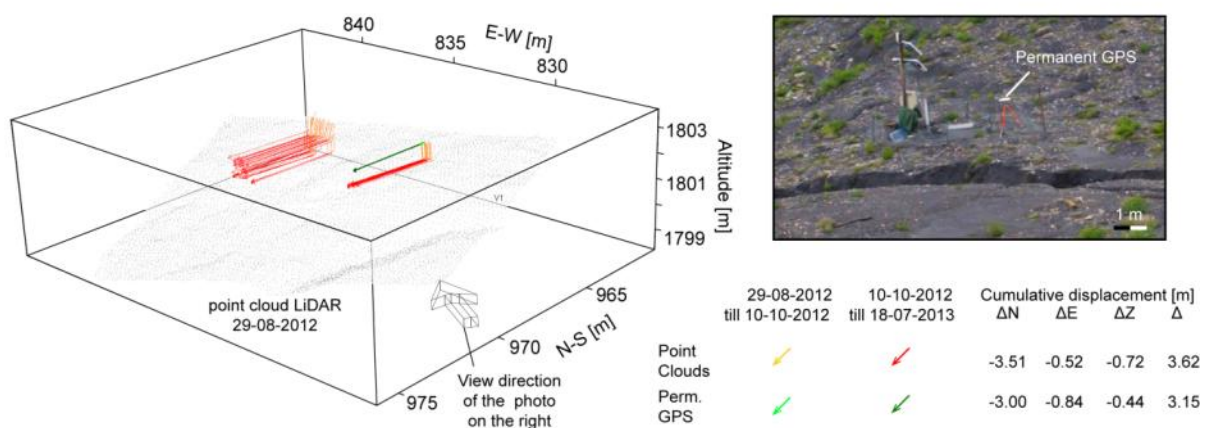 E-W [m]
840
835
830
1803
1801
1799
Altitude [m]
V1
965
970
975
N-S [m]
point cloud LiDAR
29-08-2012
View direction
of the photo
on the right
Permanent GPS
1 m
29-08-2012 10-10-2012 Cumulative displacement [m]
till 10-10-2012 till 18-07-2013 ΔN ΔE ΔZ Δ
Point
Clouds -3.51 -0.52 -0.72 3.62
Perm.
GPS -3.00 -0.84 -0.44 3.15